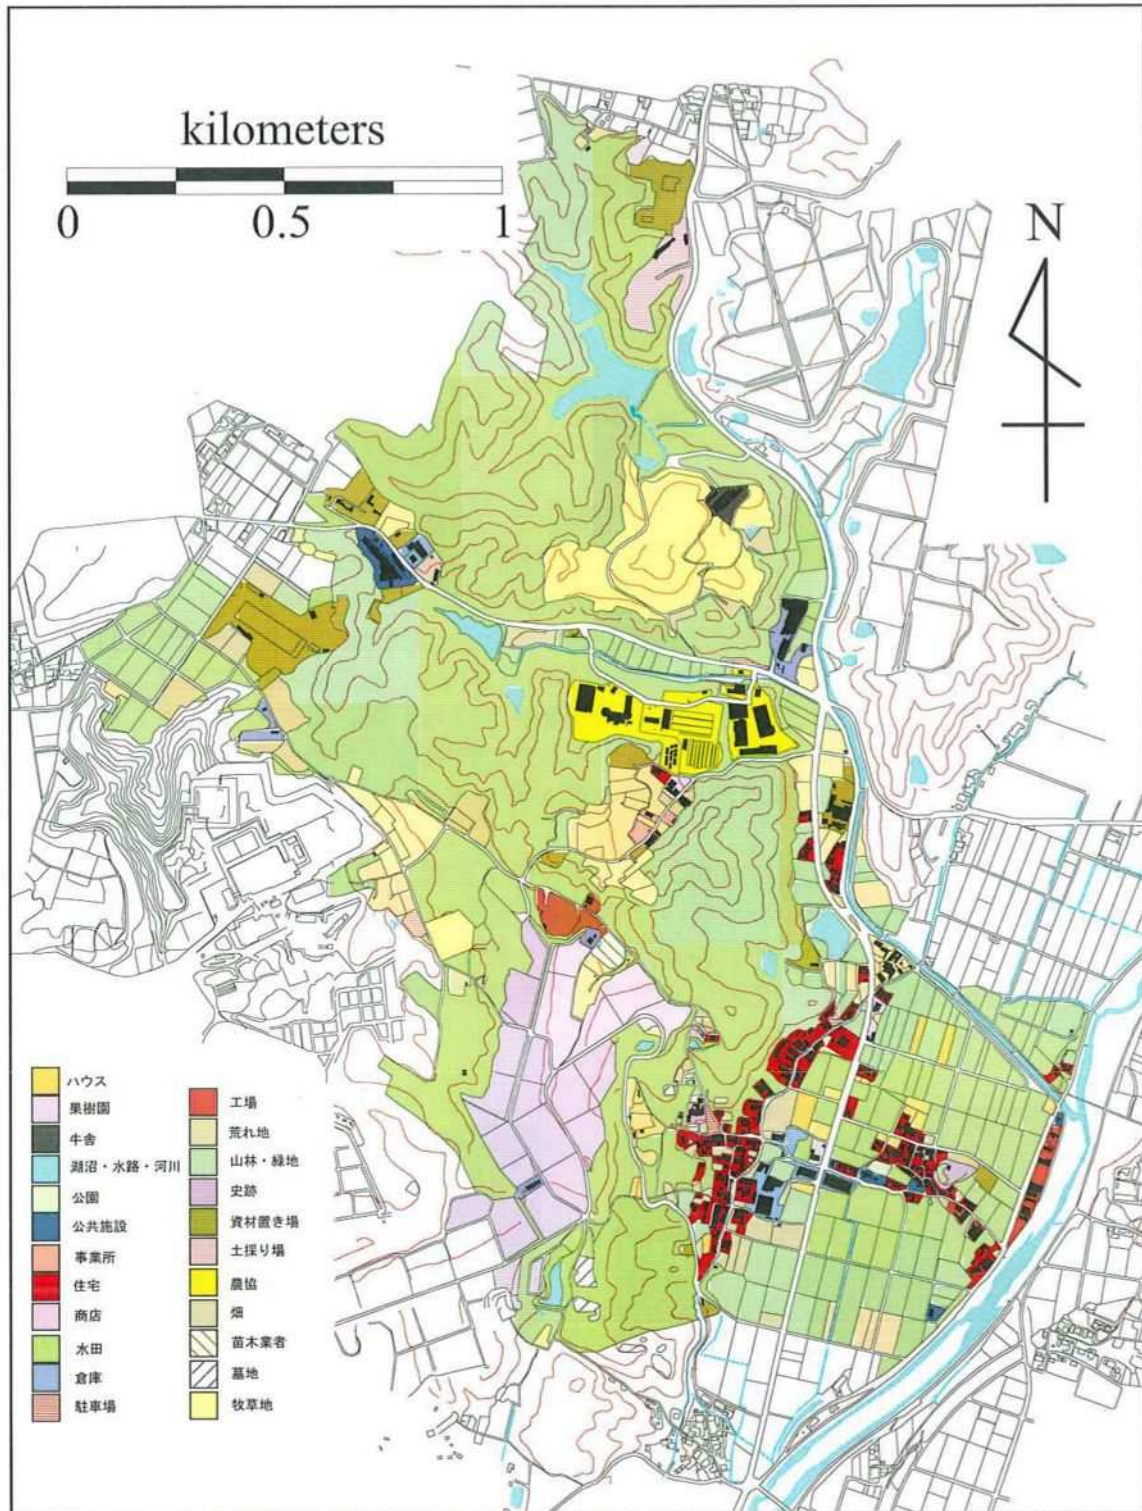 kilometers
0 0.5 1
N
ハウス
果樹園
牛舎
湖沼・水路・河川
公園
公共施設
事業所
住宅
商店
水田
倉庫
駐車場
工場
荒れ地
山林・緑地
史跡
資材置き場
土採り場
農協
畑
苗木業者
墓地
牧草地